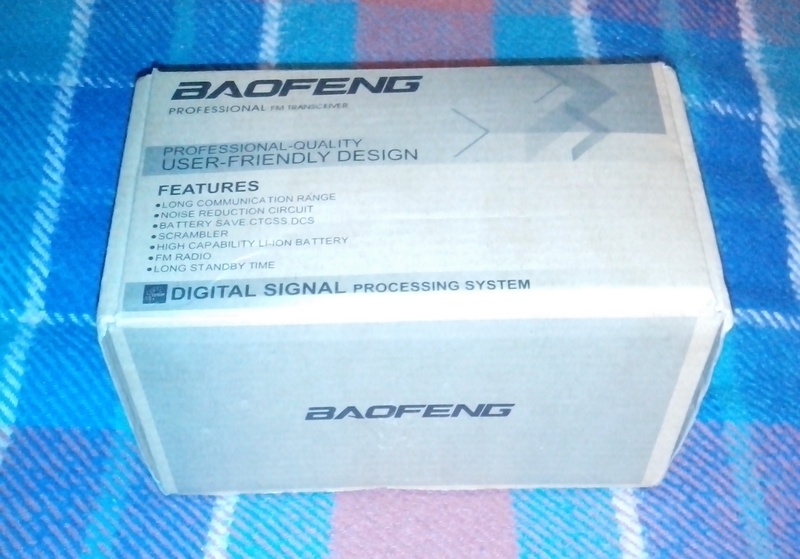 BAOFENG
PROFESSIONAL FM TRANSCEIVER
PROFESSIONAL-QUALITY
USER-FRIENDLY DESIGN
FEATURES
•LONG COMMUNICATION RANGE
•NOISE REDUCTION CIRCUIT
•BATTERY SAVE.CTCSS.DCS
•SCRAMBLER
•HIGH CAPABILITY LI-ION BATTERY
•FM RADIO
•LONG STANDBY TIME
DIGITAL SIGNAL PROCESSING SYSTEM
BAOFENG